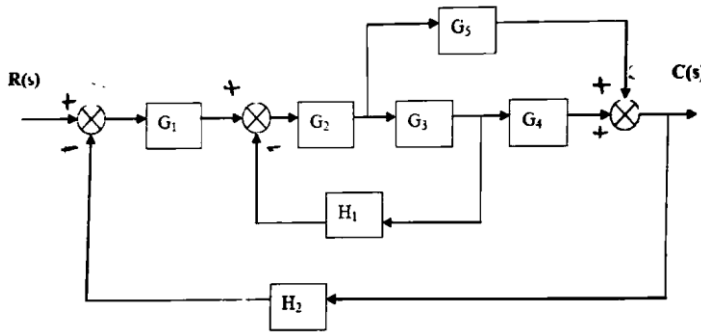 G₅
R(s)
C(s)
+
+
+
G₁
G₂
G₃
G₄
+
−
−
H₁
H₂